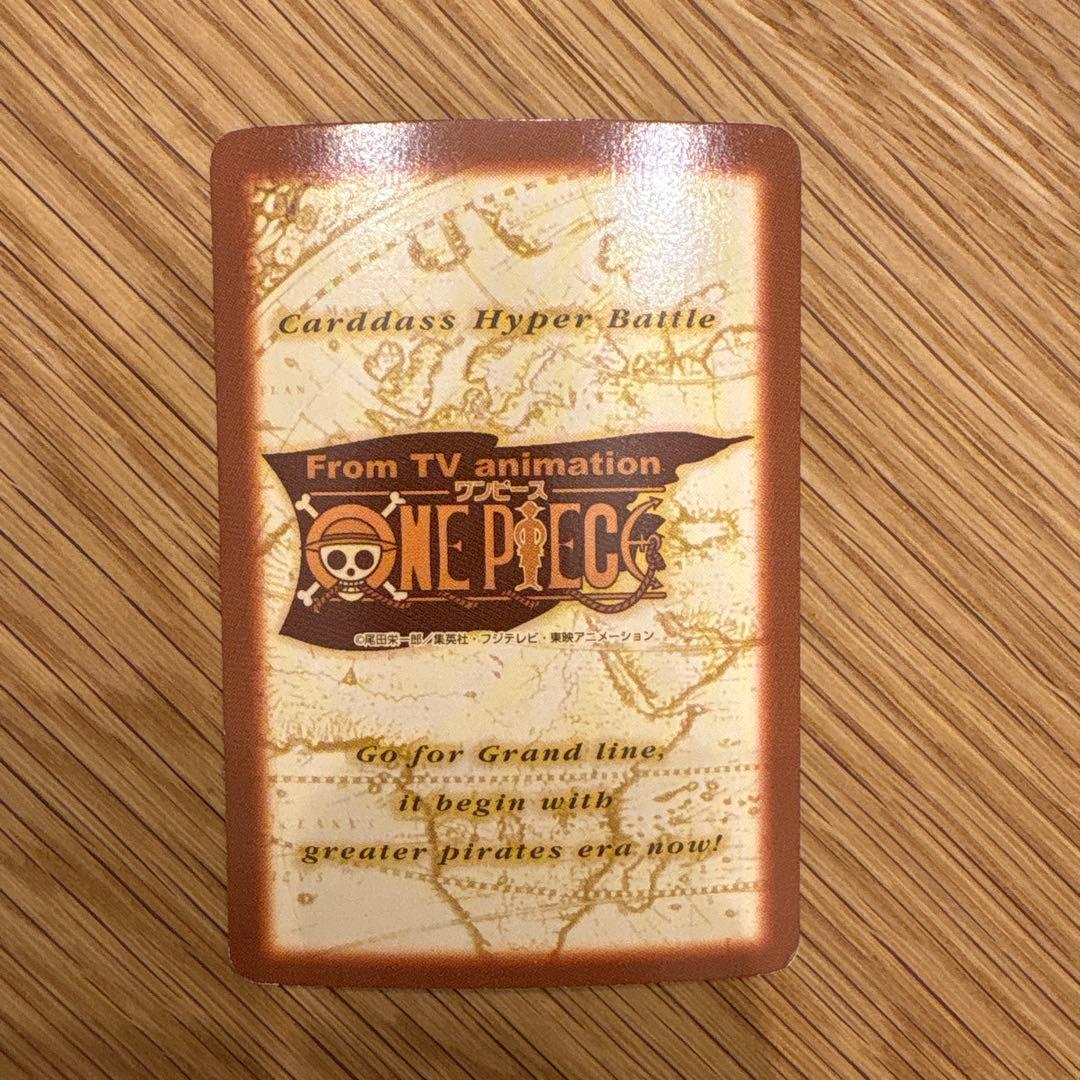 Carddass Hyper Battle
From TV animation
ワンピース
ONE PIECE
©尾田栄一郎/集英社・フジテレビ・東映アニメーション
Go for Grand line,
it begin with
greater pirates era now!